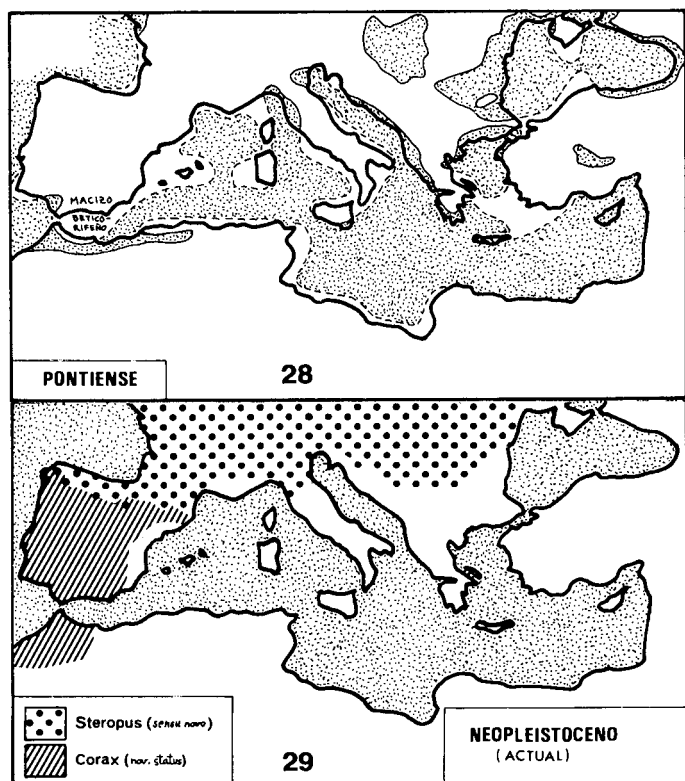 MACIZO
BETICO
RIFEÑO
PONTIENSE
28
Steropus (sensu novo)
Corax (nov. status)
29
NEOPLEISTOCENO
(ACTUAL)